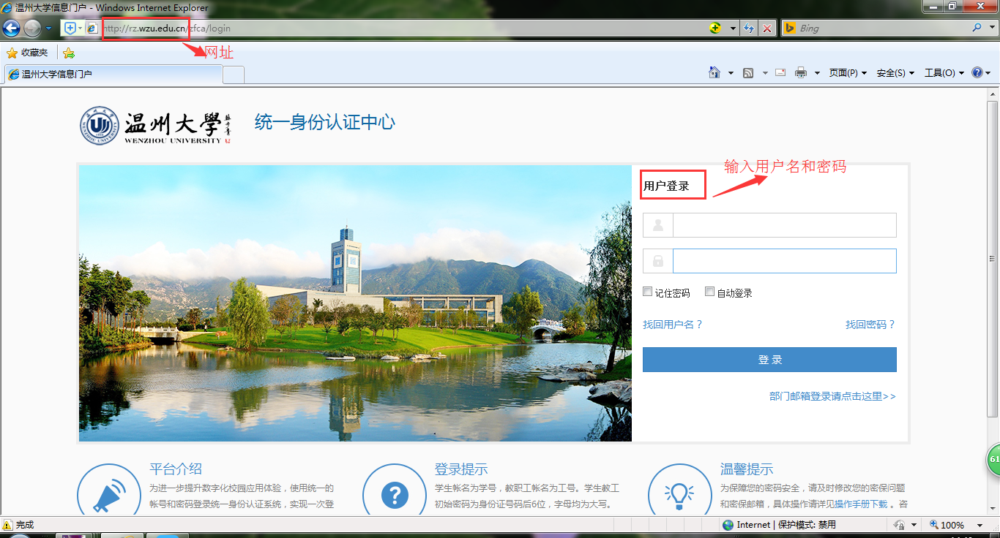 温州大学信息门户 - Windows Internet Explorer
http://rz.wzu.edu.cn/zfca/login
Bing
网址
收藏夹
温州大学信息门户
页面(P) 安全(S) 工具(O)
温州大學
WENZHOU UNIVERSITY
统一身份认证中心
输入用户名和密码
用户登录
记住密码 自动登录
找回用户名？ 找回密码？
登 录
部门邮箱登录请点击这里>>
平台介绍
为进一步提升数字化校园应用体验，使用统一的
帐号和密码登录统一身份认证系统，实现一次登
登录提示
学生帐名为学号，教职工帐名为工号。学生教工
初始密码为身份证号码后6位，字母均为大写。
温馨提示
为保障您的密码安全，请及时修改您的密保问题
和密保邮箱，具体操作请详见操作手册下载 。咨
61
完成
Internet | 保护模式: 禁用
100%